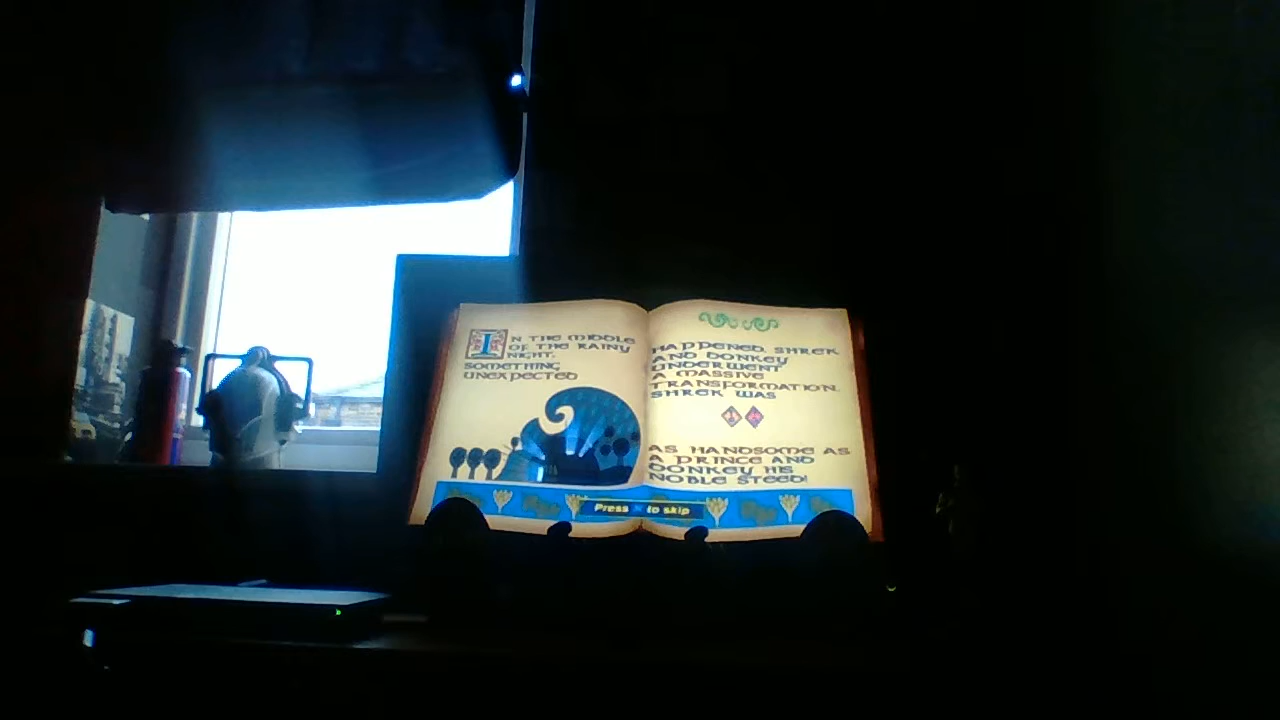 IN THE MIDDLE
OF THE RAINY
NIGHT,
SOMETHING
UNEXPECTED
HAPPENED. SHREK
AND DONKEY
UNDERWENT
A MASSIVE
TRANSFORMATION.
SHREK WAS
AS HANDSOME AS
A PRINCE AND
DONKEY HIS
NOBLE STEED!
Press X to skip